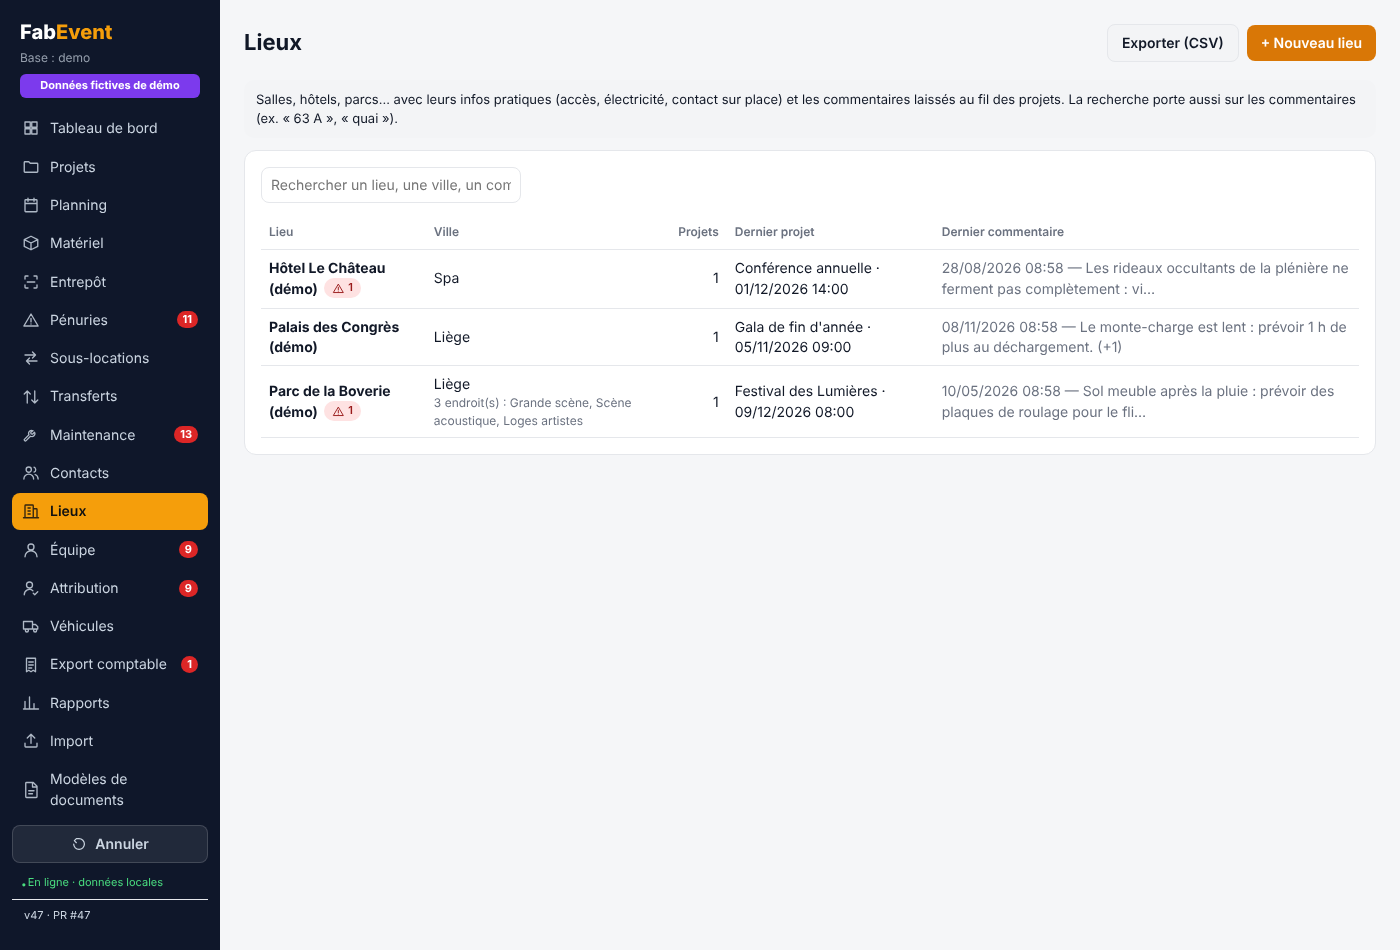 FabEvent
Base : demo
Données fictives de démo
Tableau de bord
Projets
Planning
Matériel
Entrepôt
Pénuries 11
Sous-locations
Transferts
Maintenance 13
Contacts
Lieux
Équipe 9
Attribution 9
Véhicules
Export comptable 1
Rapports
Import
Modèles de
documents
Annuler
En ligne · données locales
v47 · PR #47
Lieux
Exporter (CSV)
+ Nouveau lieu
Salles, hôtels, parcs... avec leurs infos pratiques (accès, électricité, contact sur place) et les commentaires laissés au fil des projets. La recherche porte aussi sur les commentaires
(ex. « 63 A », « quai »).
Rechercher un lieu, une ville, un com
Lieu Ville Projets Dernier projet Dernier commentaire
Hôtel Le Château
(démo) 1
Spa
1
Conférence annuelle ·
01/12/2026 14:00
28/08/2026 08:58 — Les rideaux occultants de la plénière ne
ferment pas complètement : vi...
Palais des Congrès
(démo)
Liège
1
Gala de fin d'année ·
05/11/2026 09:00
08/11/2026 08:58 — Le monte-charge est lent : prévoir 1 h de
plus au déchargement. (+1)
Parc de la Boverie
(démo) 1
Liège
3 endroit(s) : Grande scène, Scène
acoustique, Loges artistes
1
Festival des Lumières ·
09/12/2026 08:00
10/05/2026 08:58 — Sol meuble après la pluie : prévoir des
plaques de roulage pour le fli...